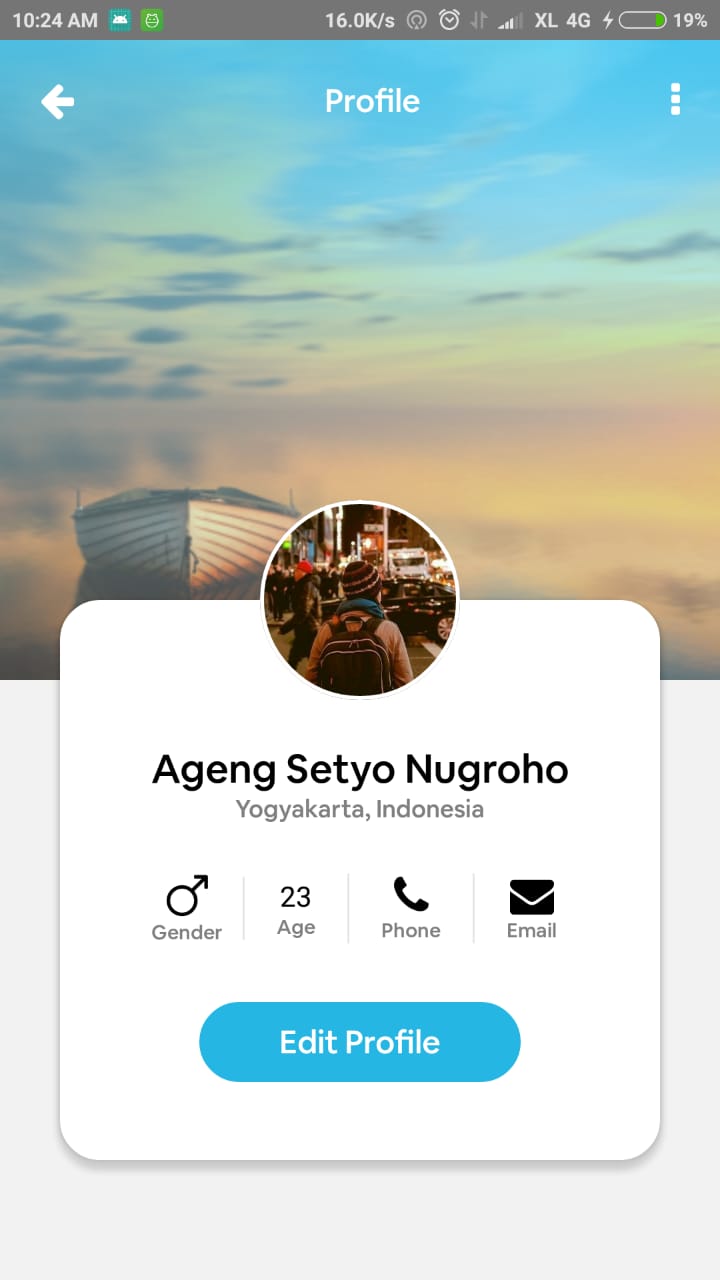 10:24 AM 16.0K/s XL 4G 19%
Profile
Ageng Setyo Nugroho
Yogyakarta, Indonesia
23
Gender Age Phone Email
Edit Profile